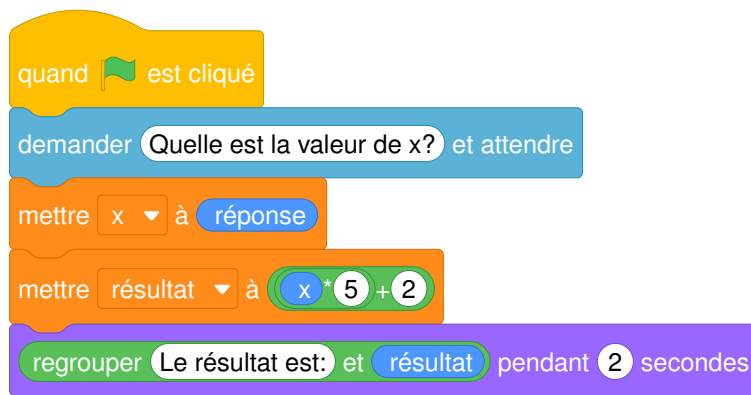 quand est cliqué
demander Quelle est la valeur de x? et attendre
mettre x à réponse
mettre résultat à x * 5 + 2
regrouper Le résultat est: et résultat pendant 2 secondes